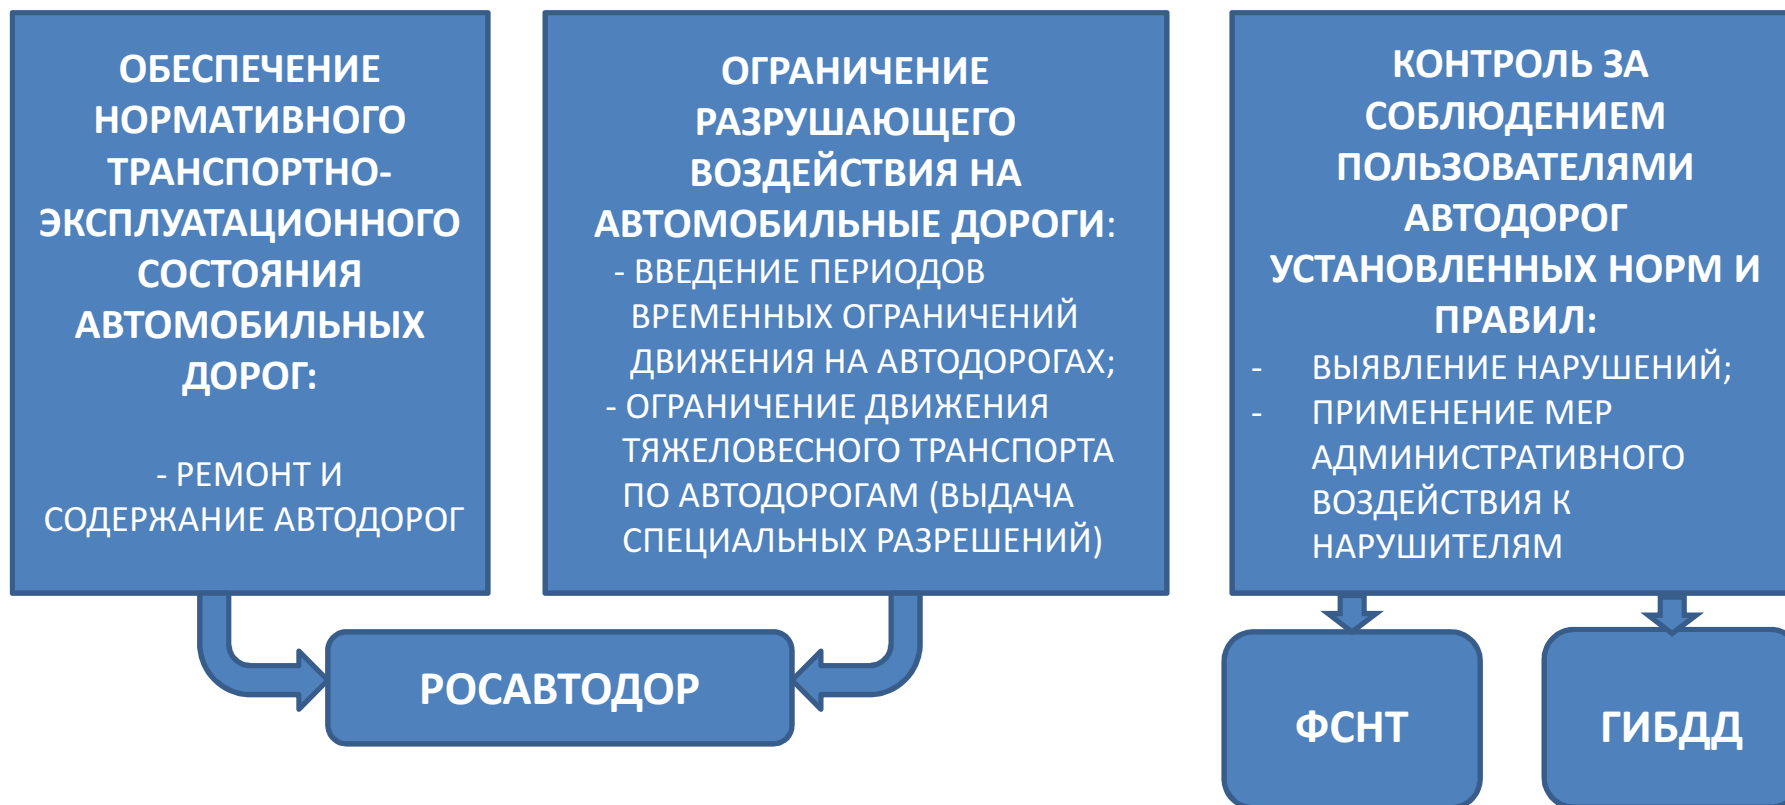 ОБЕСПЕЧЕНИЕ
НОРМАТИВНОГО
ТРАНСПОРТНО-
ЭКСПЛУАТАЦИОННОГО
СОСТОЯНИЯ
АВТОМОБИЛЬНЫХ
ДОРОГ:
- РЕМОНТ И
СОДЕРЖАНИЕ АВТОДОРОГ
ОГРАНИЧЕНИЕ
РАЗРУШАЮЩЕГО
ВОЗДЕЙСТВИЯ НА
АВТОМОБИЛЬНЫЕ ДОРОГИ:
- ВВЕДЕНИЕ ПЕРИОДОВ
ВРЕМЕННЫХ ОГРАНИЧЕНИЙ
ДВИЖЕНИЯ НА АВТОДОРОГАХ;
- ОГРАНИЧЕНИЕ ДВИЖЕНИЯ
ТЯЖЕЛОВЕСНОГО ТРАНСПОРТА
ПО АВТОДОРОГАМ (ВЫДАЧА
СПЕЦИАЛЬНЫХ РАЗРЕШЕНИЙ)
КОНТРОЛЬ ЗА
СОБЛЮДЕНИЕМ
ПОЛЬЗОВАТЕЛЯМИ
АВТОДОРОГ
УСТАНОВЛЕННЫХ НОРМ И
ПРАВИЛ:
- ВЫЯВЛЕНИЕ НАРУШЕНИЙ;
- ПРИМЕНЕНИЕ МЕР
АДМИНИСТРАТИВНОГО
ВОЗДЕЙСТВИЯ К
НАРУШИТЕЛЯМ
РОСАВТОДОР
ФСНТ
ГИБДД